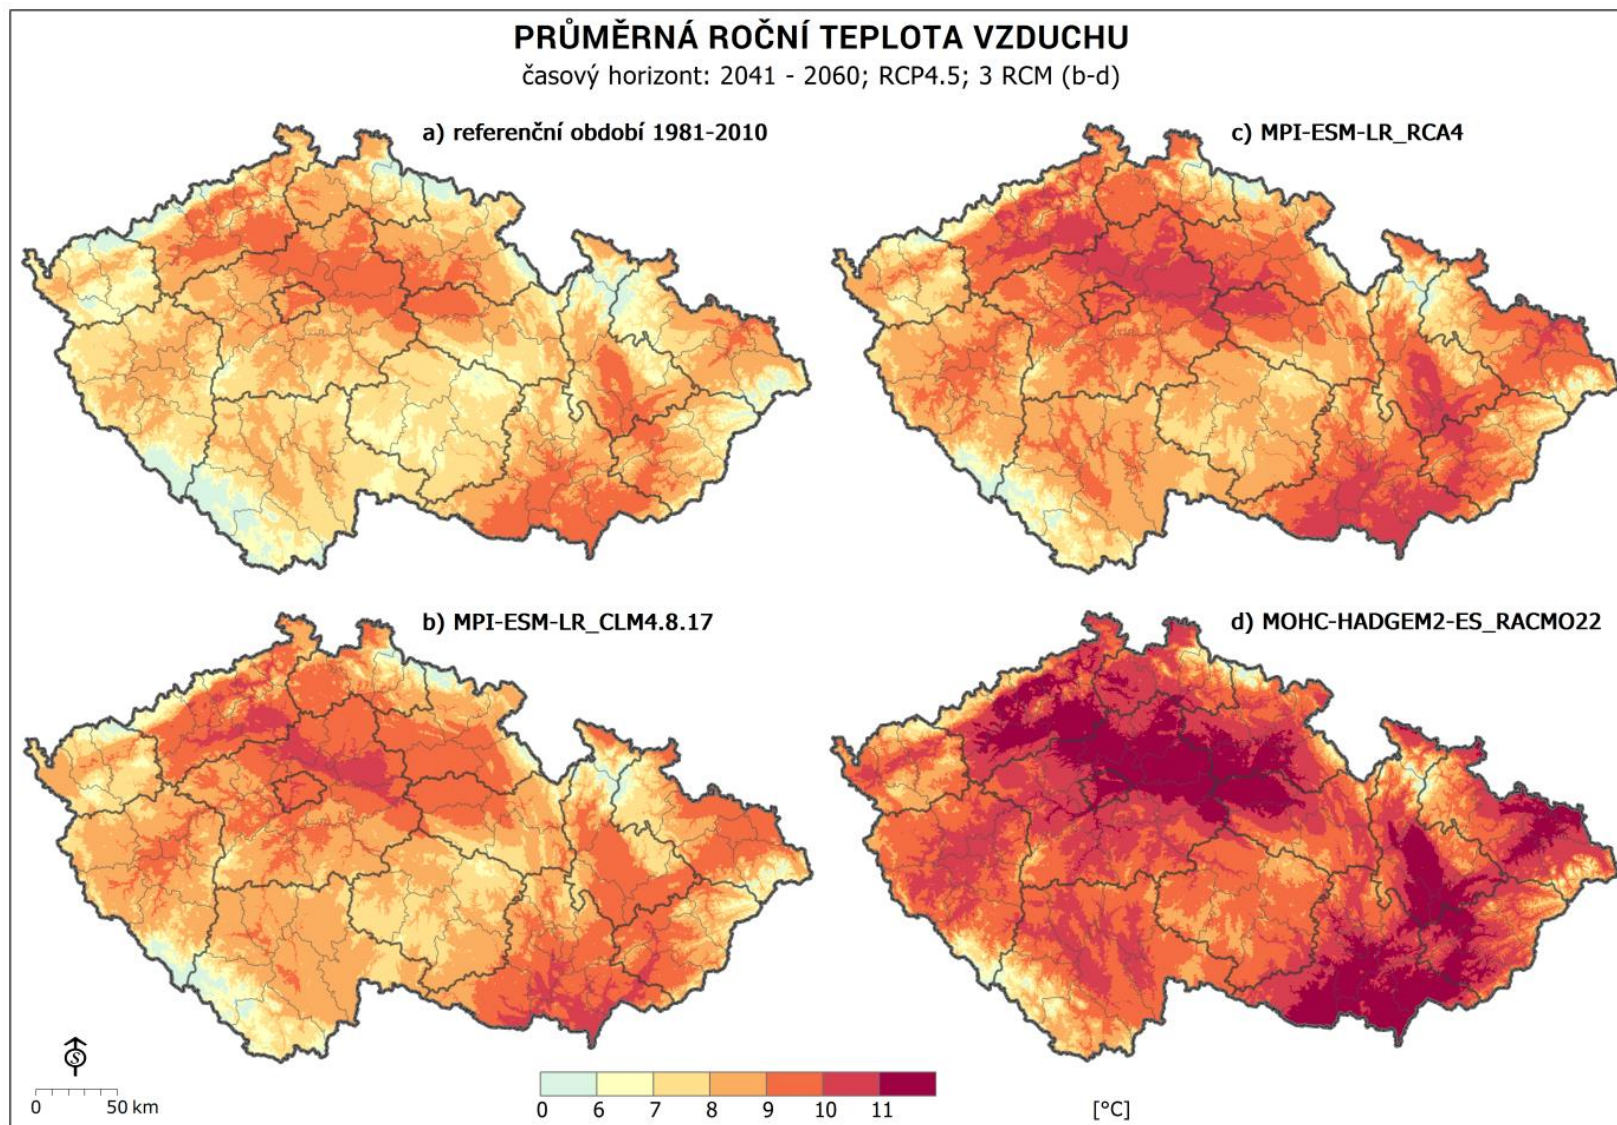 PRŮMĚRNÁ ROČNÍ TEPLOTA VZDUCHU
časový horizont: 2041 - 2060; RCP4.5; 3 RCM (b-d)
a) referenční období 1981-2010
c) MPI-ESM-LR_RCA4
b) MPI-ESM-LR_CLM4.8.17
d) MOHC-HADGEM2-ES_RACMO22
S
0 50 km
0 6 7 8 9 10 11
[°C]